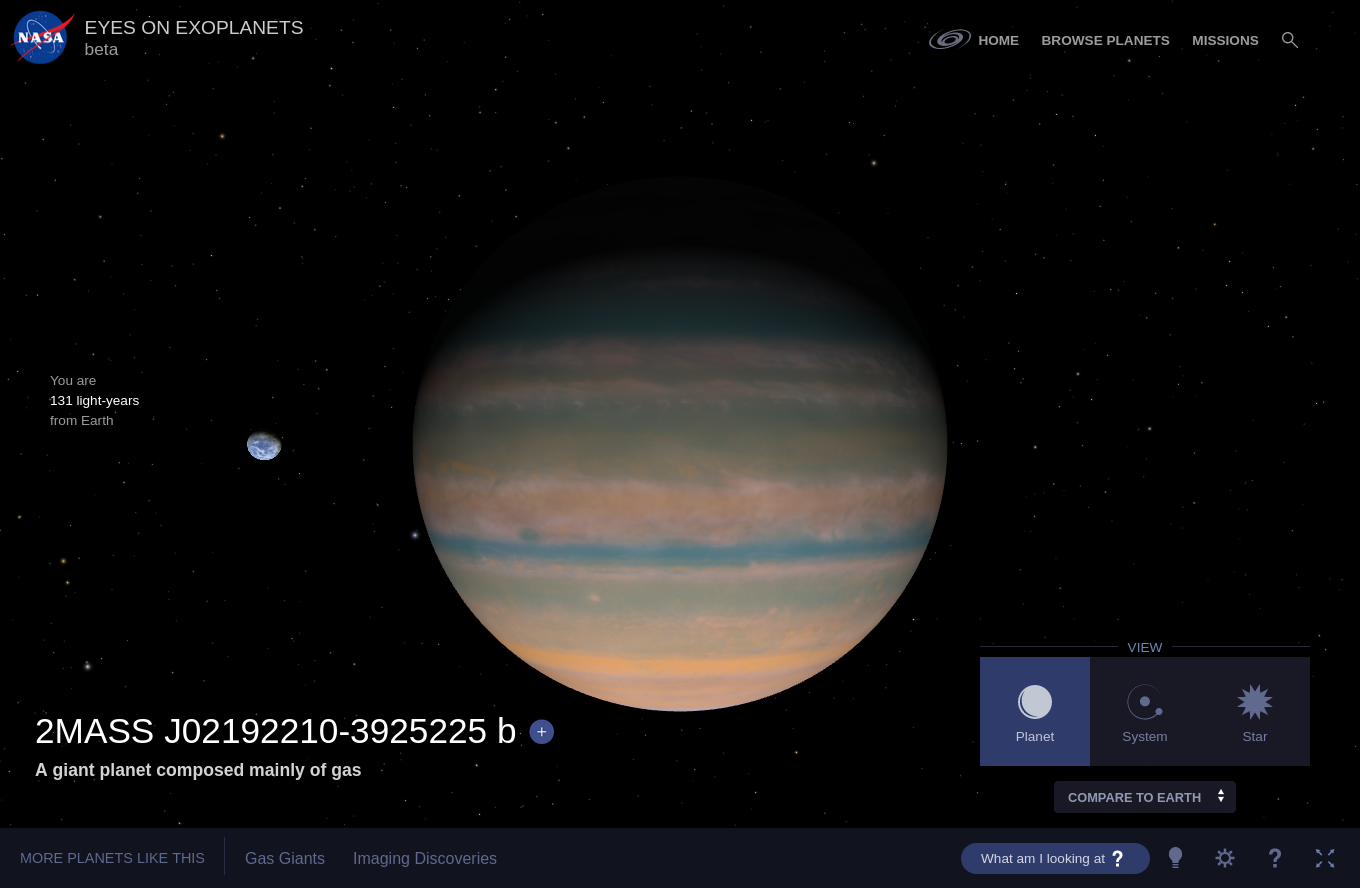 NASA
EYES ON EXOPLANETS
beta
HOME
BROWSE PLANETS
MISSIONS
You are
131 light-years
from Earth
VIEW
Planet
System
Star
2MASS J02192210-3925225 b +
A giant planet composed mainly of gas
COMPARE TO EARTH
MORE PLANETS LIKE THIS
Gas Giants
Imaging Discoveries
What am I looking at ?
?